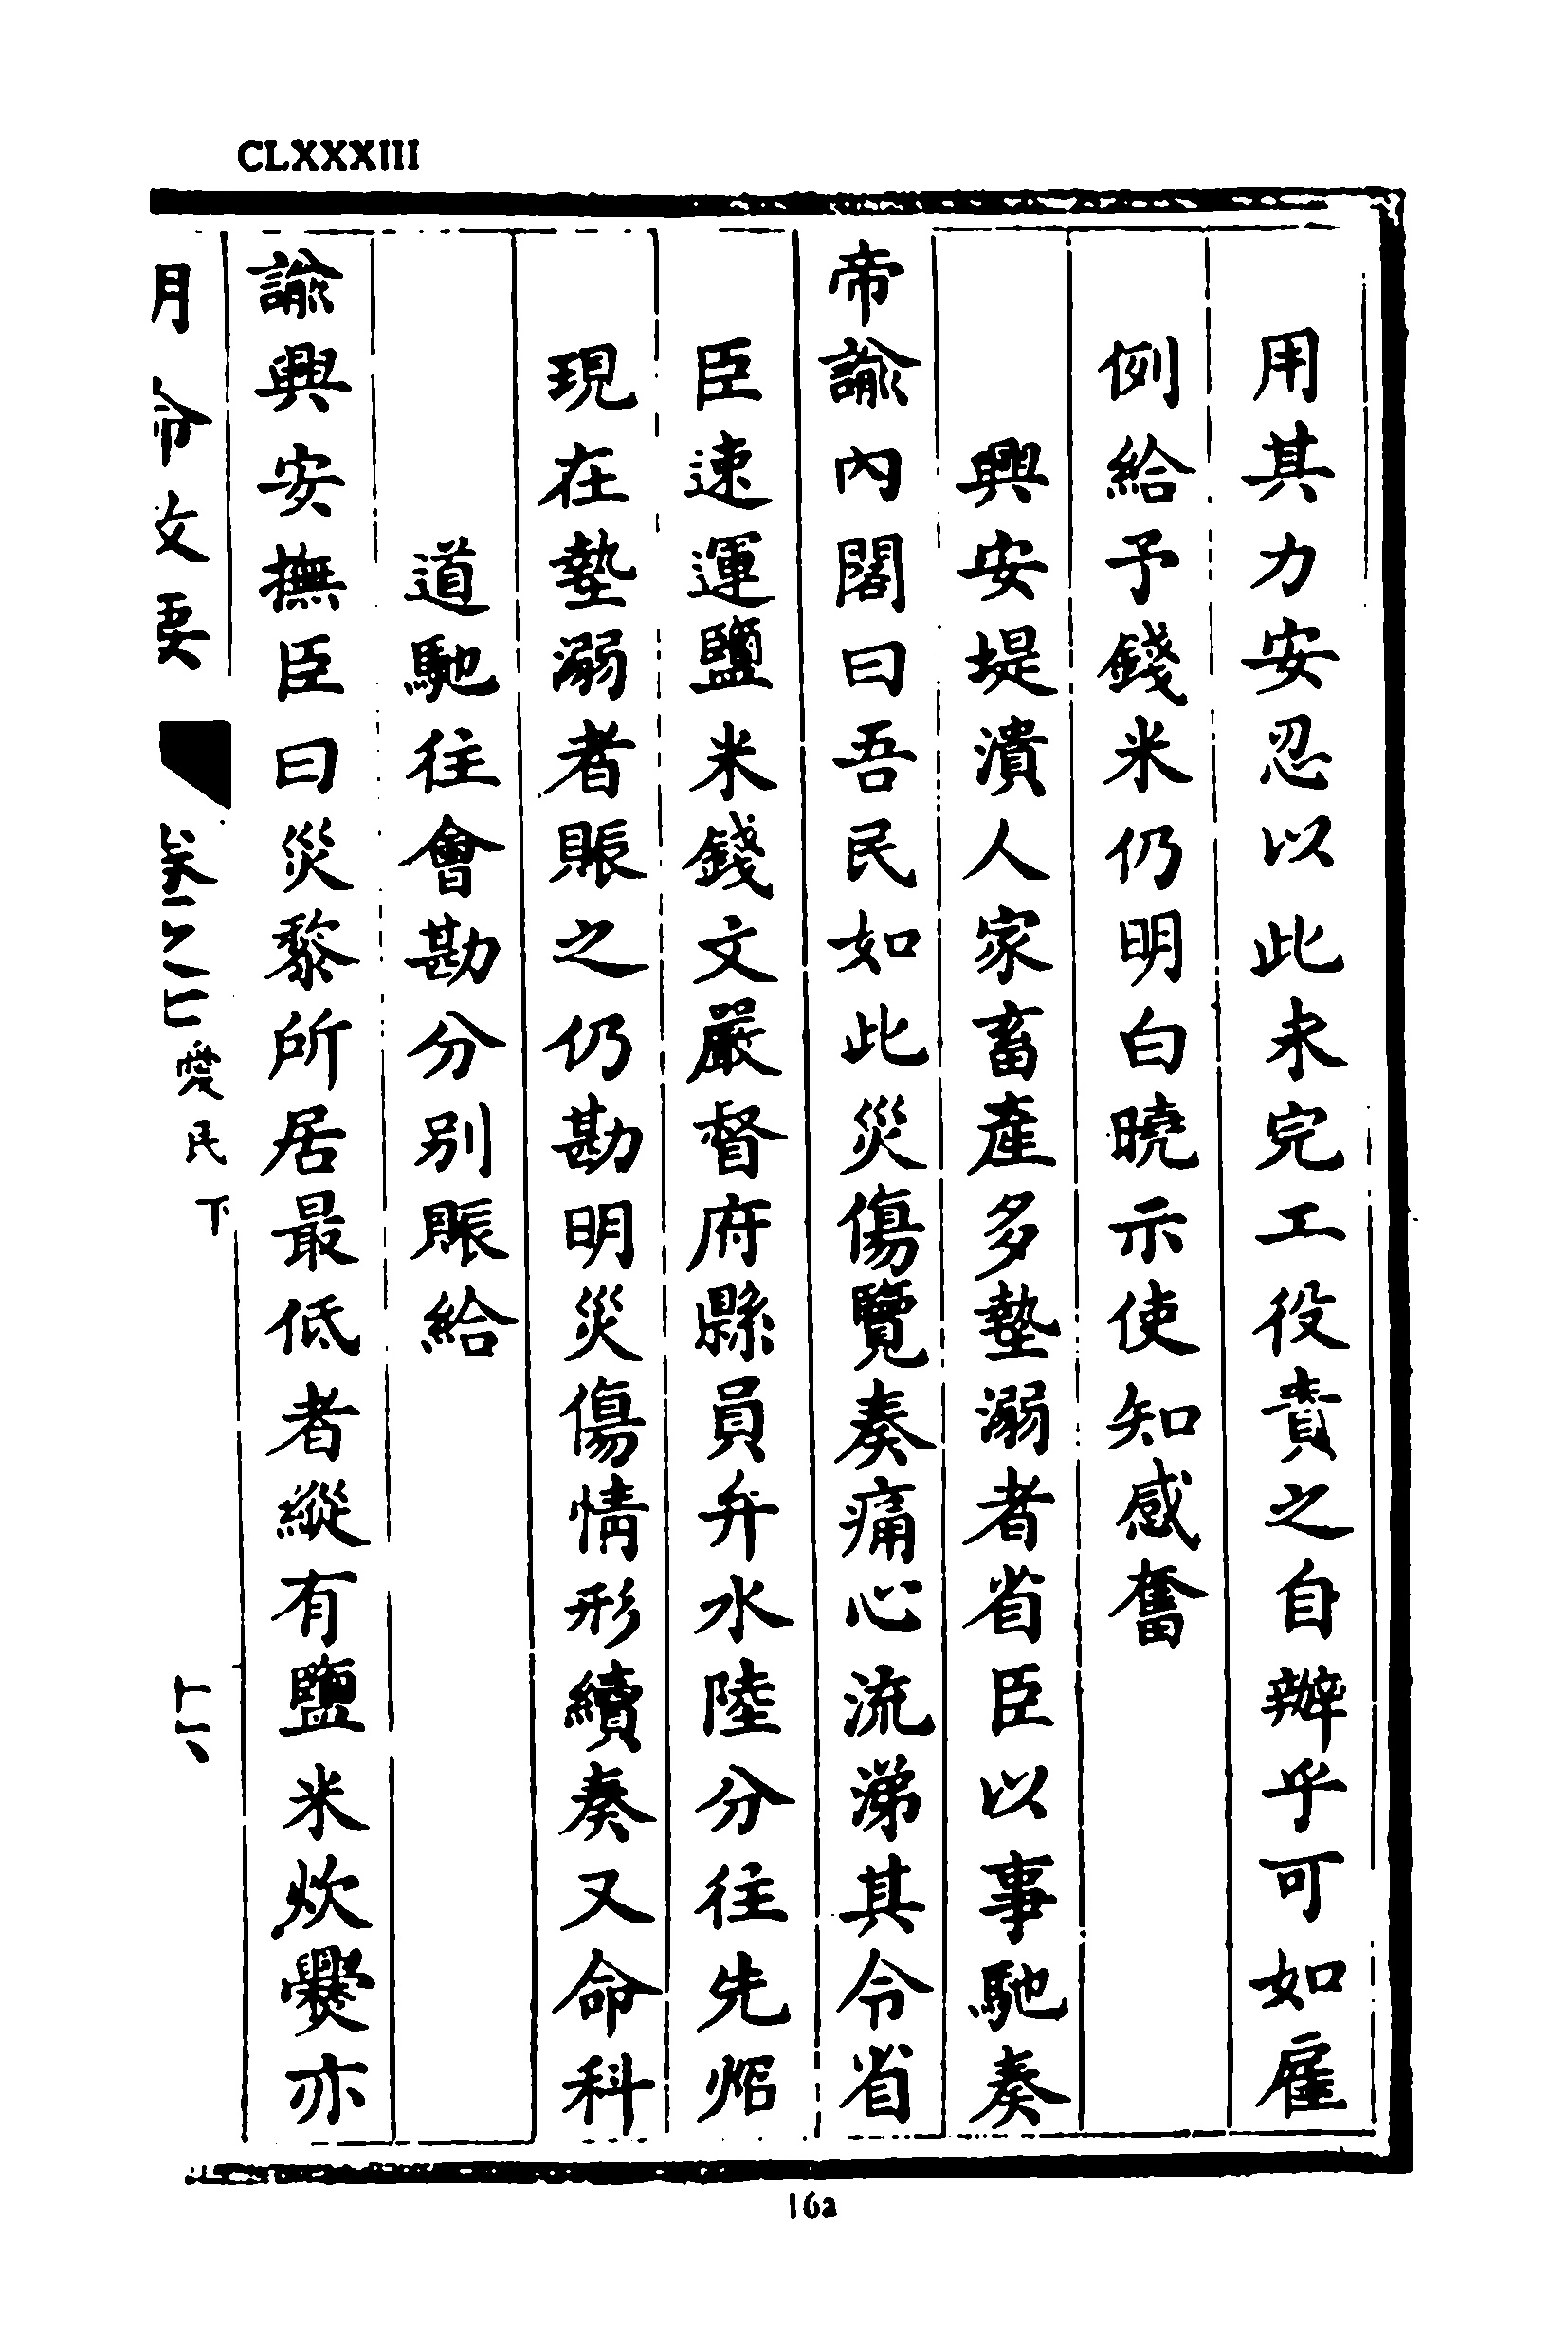 CLXXXIII
用其力安忍以此未完工役責之自辦乎可如雇
例給予錢米仍明白曉示使知感奮
興安堤潰人家畜產多墊溺者省臣以事馳奏
帝諭內閣曰吾民如此災傷覽奏痛心流涕其令省
臣速運鹽米錢文嚴督府縣員弁水陸分往先炤
現在墊溺者賑之仍勘明災傷情形續奏又命科
道馳往會勘分別賑給
諭興安撫臣曰災黎所居最低者縱有鹽米炊爨亦
明命政要 卷之七 愛民下 十六
16a